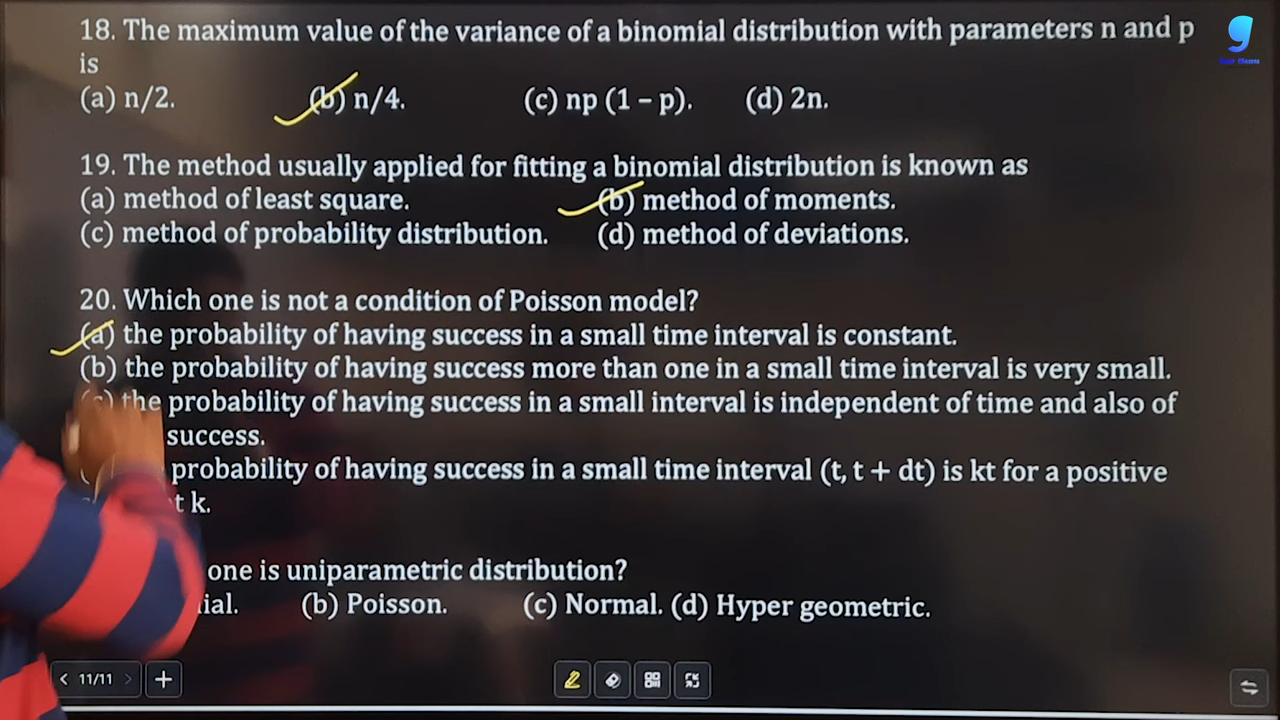 18. The maximum value of the variance of a binomial distribution with parameters n and p
is
(a) n/2. (b) n/4. (c) np (1 – p). (d) 2n.
19. The method usually applied for fitting a binomial distribution is known as
(a) method of least square. (b) method of moments.
(c) method of probability distribution. (d) method of deviations.
20. Which one is not a condition of Poisson model?
(a) the probability of having success in a small time interval is constant.
(b) the probability of having success more than one in a small time interval is very small.
(c) the probability of having success in a small interval is independent of time and also of
success.
probability of having success in a small time interval (t, t + dt) is kt for a positive
t k.
one is uniparametric distribution?
ial. (b) Poisson. (c) Normal. (d) Hyper geometric.
< 11/11 > +